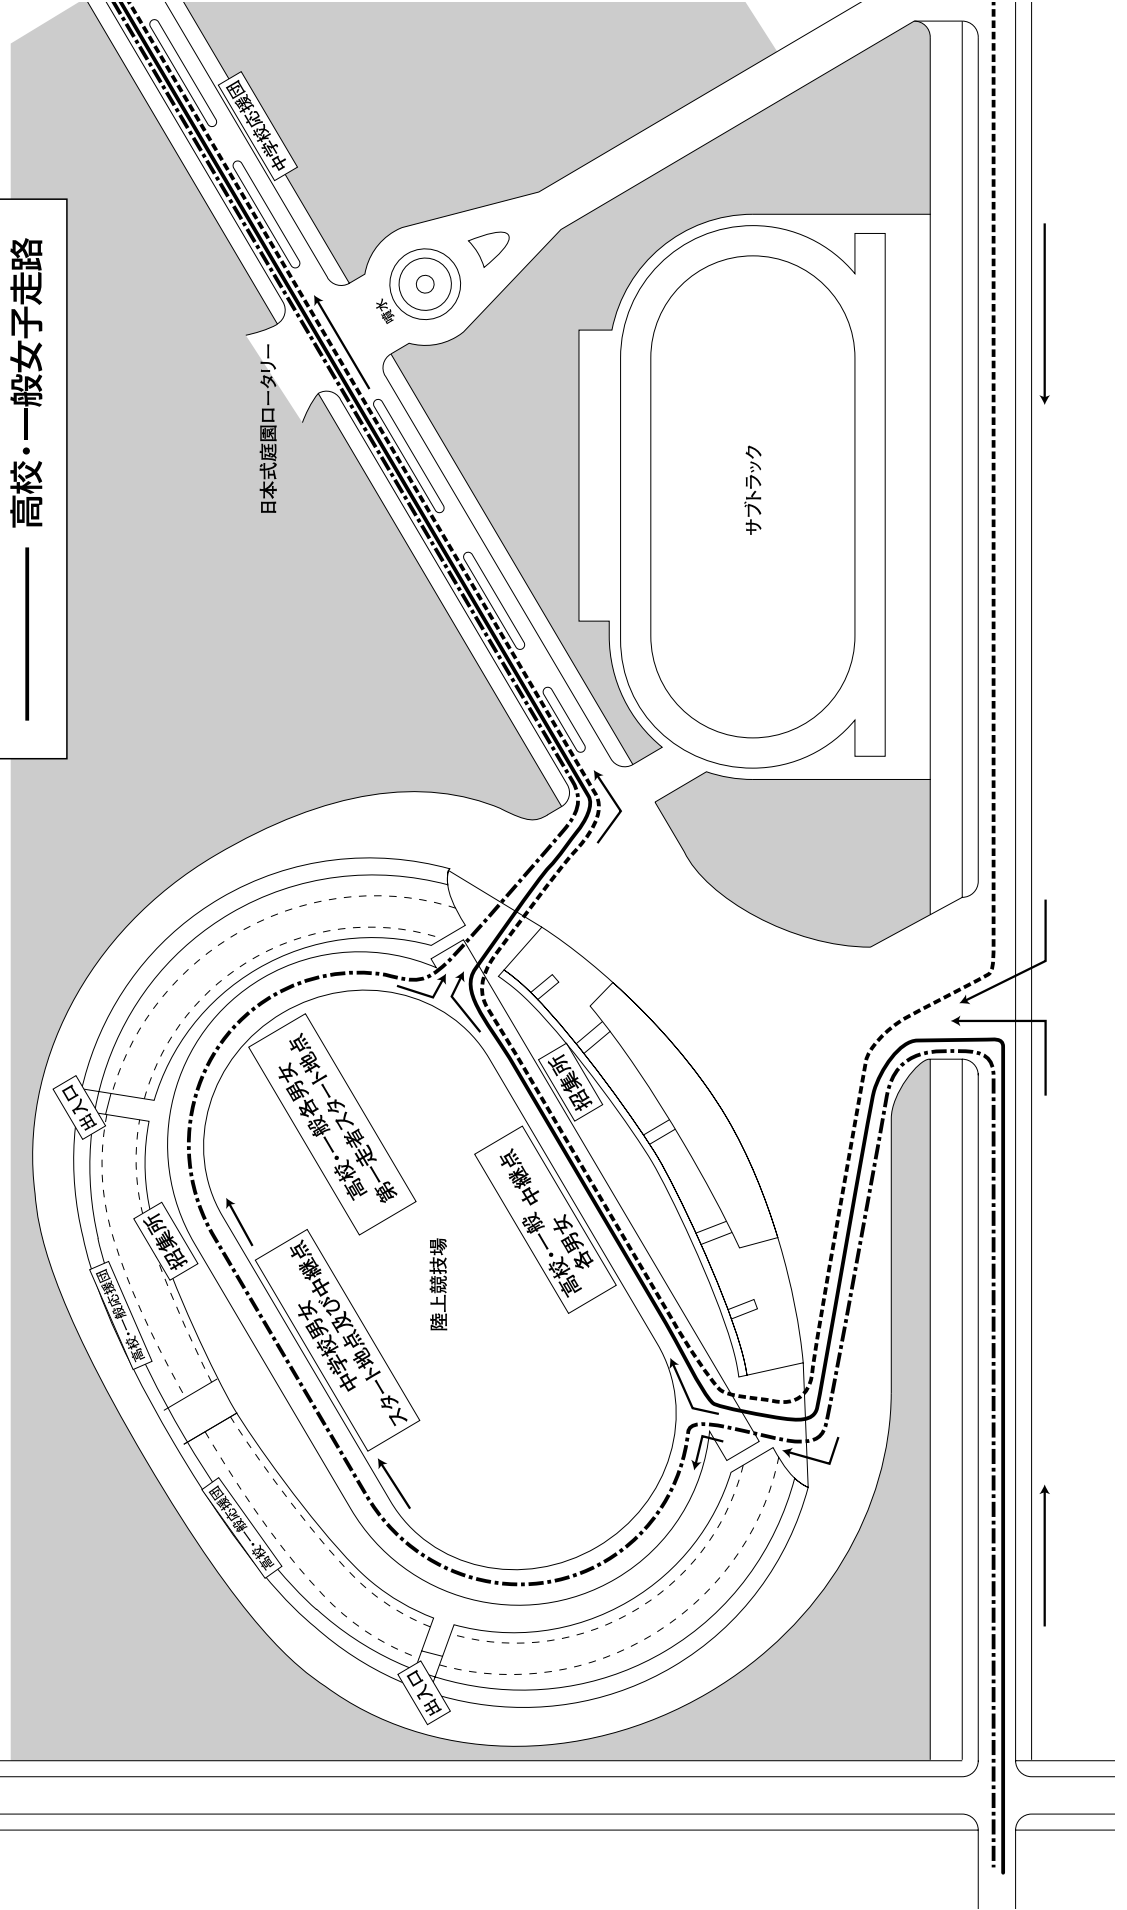 高校・一般女子走路
中学校応援団
噴水
日本式庭園ロータリー
サブトラック
出入口
招集所
高校・一般各男女
第一走者スタート地点
招集所
高校・一般 中継点
各男女
中学校男女
スタート地点及び中継点
陸上競技場
高校・一般応援団
高校・一般応援団
出入口